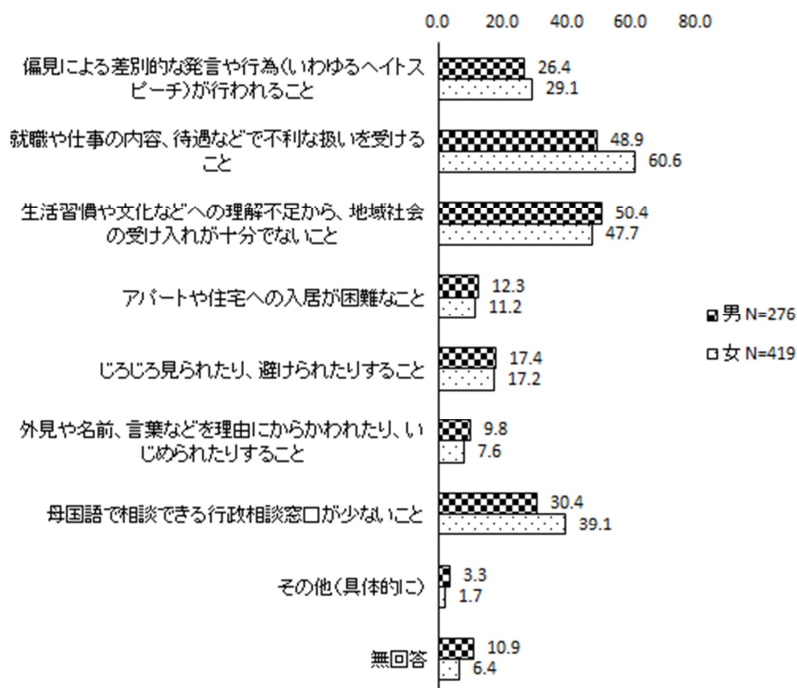 0.0 20.0 40.0 60.0 80.0
偏見による差別的な発言や行為(いわゆるヘイトス
ピーチ)が行われること
26.4
29.1
就職や仕事の内容、待遇などで不利な扱いを受ける
こと
48.9
60.6
生活習慣や文化などへの理解不足から、地域社会
の受け入れが十分でないこと
50.4
47.7
アパートや住宅への入居が困難なこと
12.3
11.2
じろじろ見られたり、避けられたりすること
17.4
17.2
外見や名前、言葉などを理由にからかわれたり、い
じめられたりすること
9.8
7.6
母国語で相談できる行政相談窓口が少ないこと
30.4
39.1
その他(具体的に)
3.3
1.7
無回答
10.9
6.4
男 N=276
女 N=419